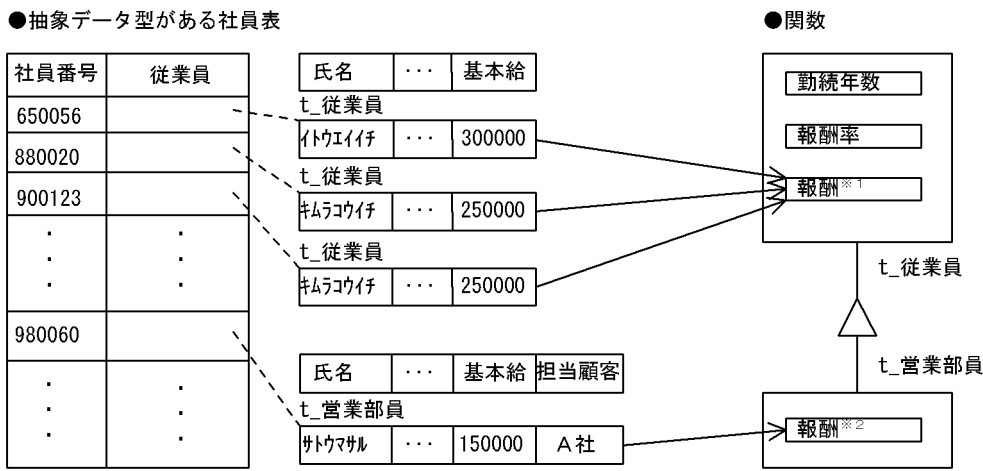 ●抽象データ型がある社員表
●関数
社員番号 従業員
氏名 ・・・ 基本給
勤続年数
t_従業員
650056
イトウエイイチ ・・・ 300000
報酬率
880020
t_従業員
報酬※1
900123
キムラコウイチ ・・・ 250000
t_従業員
t_従業員
キムラコウイチ ・・・ 250000
980060
氏名 ・・・ 基本給 担当顧客
t_営業部員
t_営業部員
サトウマサル ・・・ 150000 A社
報酬※2